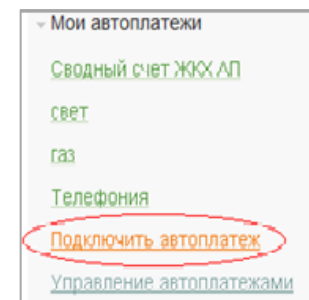 Мои автоплатежи
Сводный счет ЖКХ АП
свет
газ
Телефония
Подключить автоплатеж
Управление автоплатежами